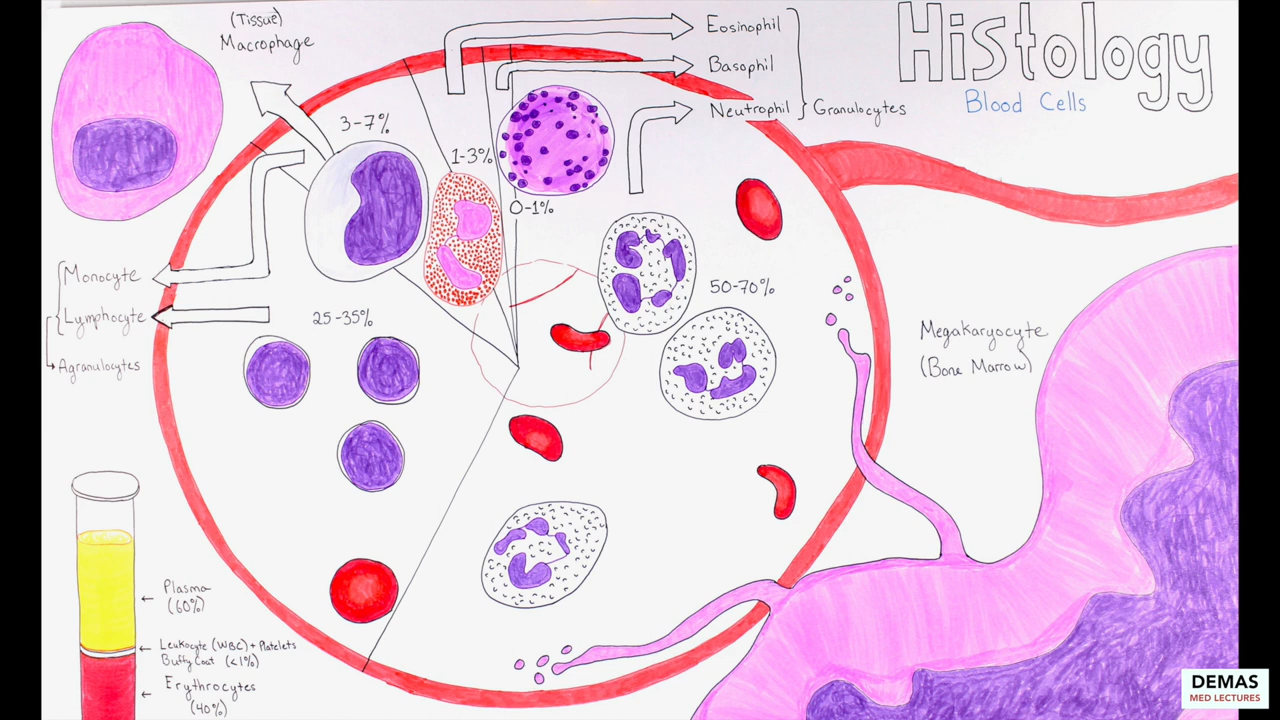 Histology
Blood Cells
(Tissue)
Macrophage
Eosinophil
Basophil
Neutrophil
Granulocytes
3-7%
1-3%
0-1%
50-70%
25-35%
Monocyte
Lymphocyte
Agranulocytes
Megakaryocyte
(Bone Marrow)
Plasma
(60%)
Leukocyte (WBC) + Platelets
Buffy Coat (<1%)
Erythrocytes
(40%)
DEMAS
MED LECTURES